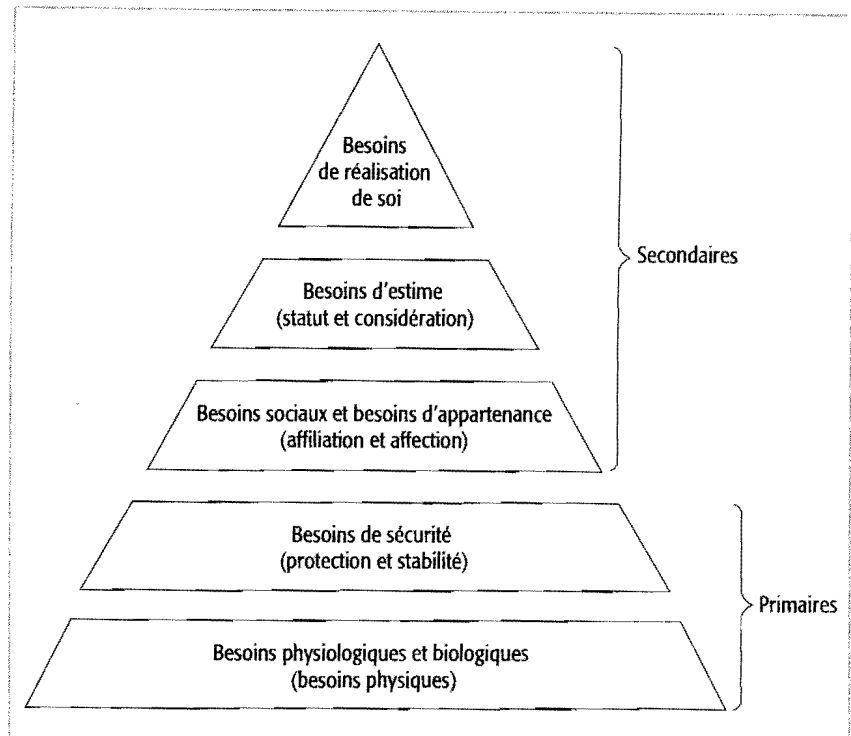 Besoins
de réalisation
de soi
Secondaires
Besoins d'estime
(statut et considération)
Besoins sociaux et besoins d'appartenance
(affiliation et affection)
Besoins de sécurité
(protection et stabilité)
Primaires
Besoins physiologiques et biologiques
(besoins physiques)